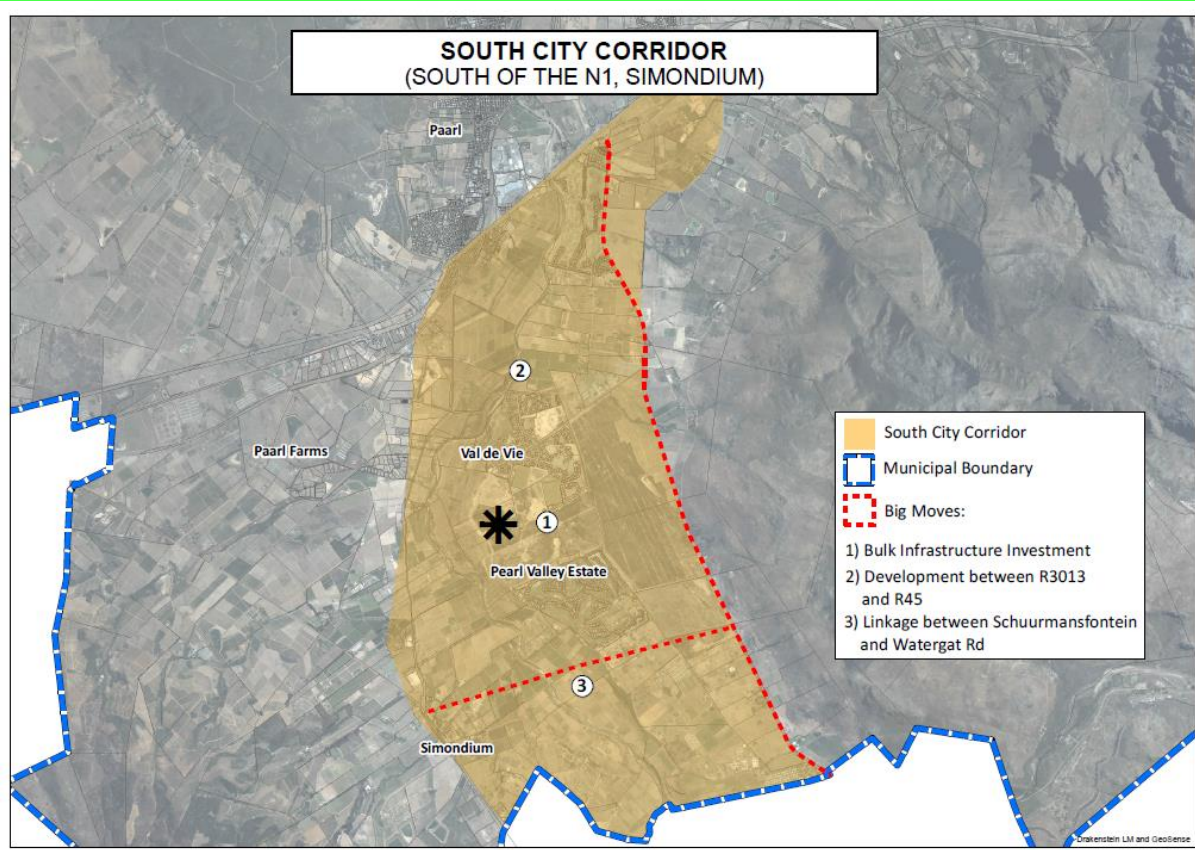 SOUTH CITY CORRIDOR
(SOUTH OF THE N1, SIMONDIUM)
Paarl
2
Paarl Farms
Val de Vie
1
Pearl Valley Estate
3
Simondium
South City Corridor
Municipal Boundary
Big Moves:
1) Bulk Infrastructure Investment
2) Development between R3013
and R45
3) Linkage between Schuurmansfontein
and Watergat Rd
Drakenstein LM and GeoSense